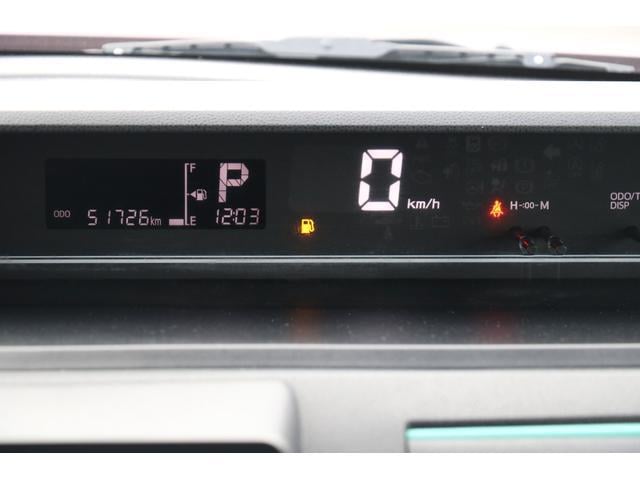 F
P
ODO 51726km
E
12:03
0 km/h
H-:00-M
ODO/T
DISP